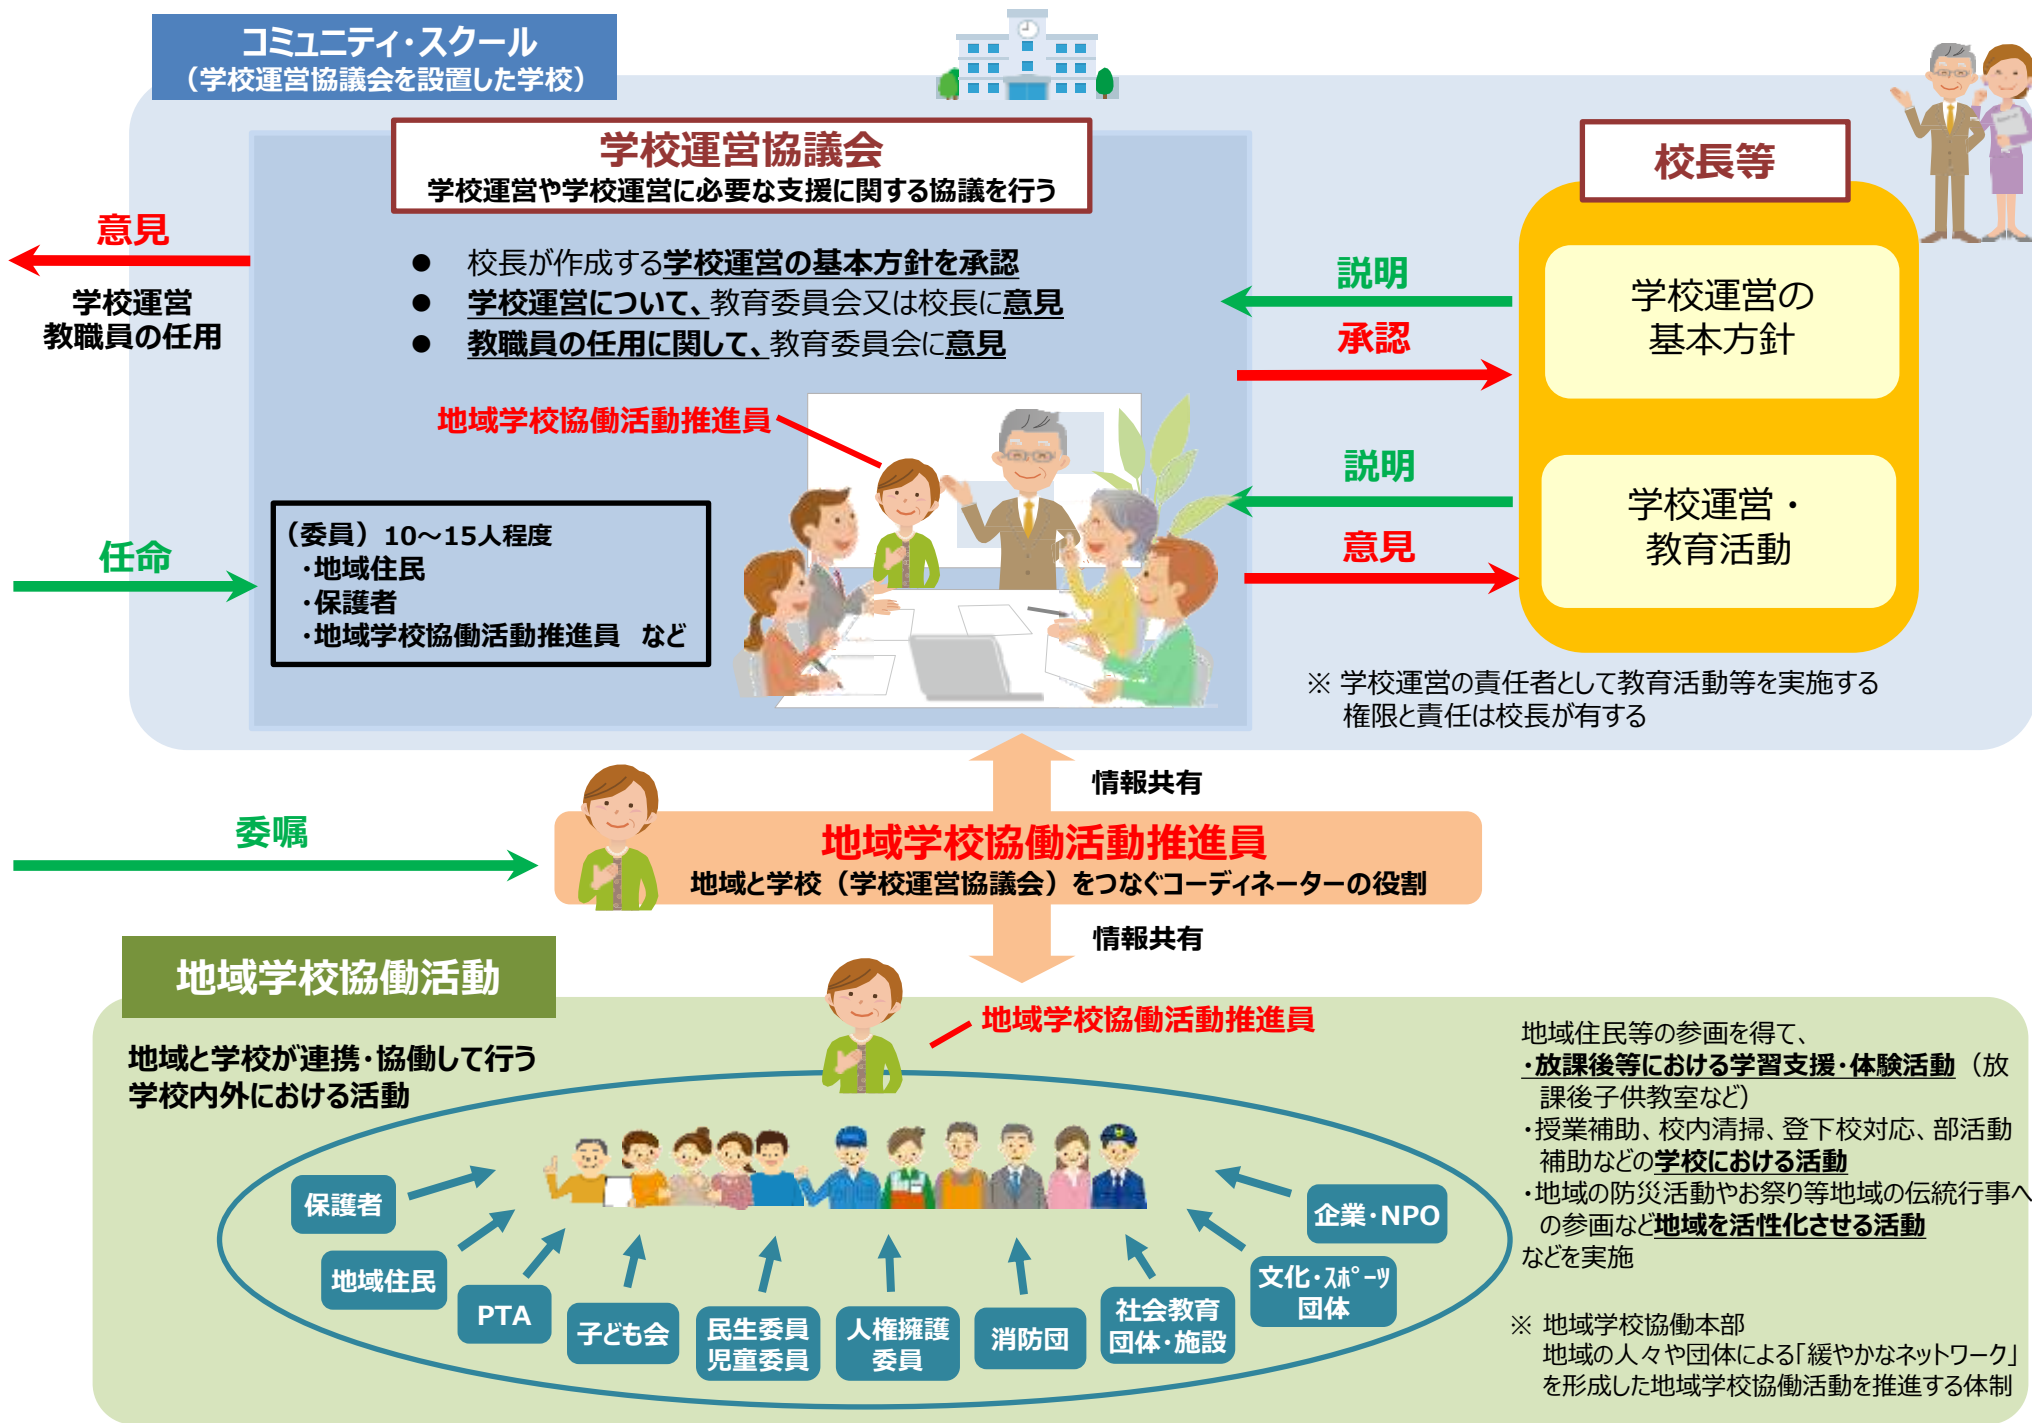 コミュニティ・スクール
（学校運営協議会を設置した学校）
学校運営協議会
学校運営や学校運営に必要な支援に関する協議を行う
校長等
意見
学校運営
教職員の任用
● 校長が作成する学校運営の基本方針を承認
● 学校運営について、教育委員会又は校長に意見
● 教職員の任用に関して、教育委員会に意見
説明
承認
学校運営の
基本方針
地域学校協働活動推進員
説明
意見
学校運営・
教育活動
任命
（委員）10～15人程度
・地域住民
・保護者
・地域学校協働活動推進員　など
※ 学校運営の責任者として教育活動等を実施する
権限と責任は校長が有する
情報共有
委嘱
地域学校協働活動推進員
地域と学校（学校運営協議会）をつなぐコーディネーターの役割
情報共有
地域学校協働活動
地域と学校が連携・協働して行う
学校内外における活動
地域学校協働活動推進員
保護者
地域住民
PTA
子ども会
民生委員
児童委員
人権擁護
委員
消防団
社会教育
団体・施設
文化・ｽﾎﾟｰﾂ
団体
企業・NPO
地域住民等の参画を得て、
・放課後等における学習支援・体験活動（放
課後子供教室など）
・授業補助、校内清掃、登下校対応、部活動
補助などの学校における活動
・地域の防災活動やお祭り等地域の伝統行事へ
の参画など地域を活性化させる活動
などを実施
※ 地域学校協働本部
地域の人々や団体による「緩やかなネットワーク」
を形成した地域学校協働活動を推進する体制